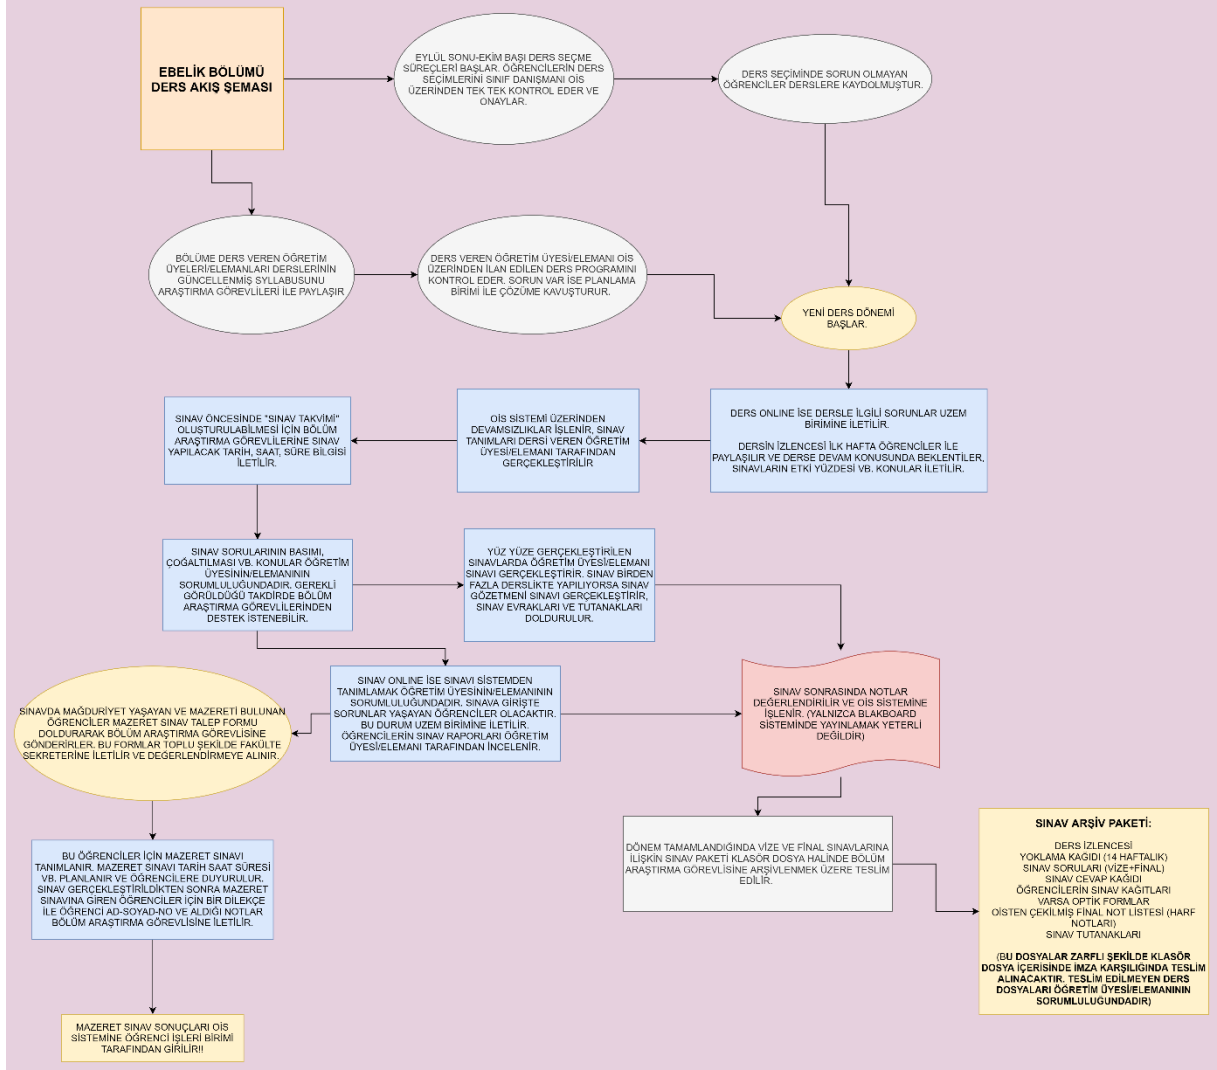 EBELİK BÖLÜMÜ
DERS AKIŞ ŞEMASI
EYLÜL SONU-EKİM BAŞI DERS SEÇME
SÜREÇLERİ BAŞLAR. ÖĞRENCİLERİN DERS
SEÇİMLERİNİ SINIF DANIŞMANI OİS
ÜZERİNDEN TEK TEK KONTROL EDER VE
ONAYLAR.
DERS SEÇİMİNDE SORUN OLMAYAN
ÖĞRENCİLER DERSLERE KAYDOLMUŞTUR.
BÖLÜME DERS VEREN ÖĞRETİM
ÜYELERİ/ELEMANLARI DERSLERİNİN
GÜNCELLENMİŞ SYLLABUSUNU
ARAŞTIRMA GÖREVLİLERİ İLE PAYLAŞIR
DERS VEREN ÖĞRETİM ÜYESİ/ELEMANI OİS
ÜZERİNDEN İLAN EDİLEN DERS PROGRAMINI
KONTROL EDER. SORUN VAR İSE PLANLAMA
BİRİMİ İLE ÇÖZÜME KAVUŞTURUR.
YENİ DERS DÖNEMİ
BAŞLAR.
DERS ONLINE İSE DERSLE İLGİLİ SORUNLAR UZEM
BİRİMİNE İLETİLİR.
DERSİN İZLENCESİ İLK HAFTA ÖĞRENCİLER İLE
PAYLAŞILIR VE DERSE DEVAM KONUSUNDA BEKLENTİLER,
SINAVLARIN ETKİ YÜZDESİ VB. KONULAR İLETİLİR.
OİS SİSTEMİ ÜZERİNDEN
DEVAMSIZLIKLAR İŞLENİR, SINAV
TANIMLARI DERSİ VEREN ÖĞRETİM
ÜYESİ/ELEMANI TARAFINDAN
GERÇEKLEŞTİRİLİR
SINAV ÖNCESİNDE "SINAV TAKVİMİ"
OLUŞTURULABİLMESİ İÇİN BÖLÜM
ARAŞTIRMA GÖREVLİLERİNE SINAV
YAPILACAK TARİH, SAAT, SÜRE BİLGİSİ
İLETİLİR.
SINAV SORULARININ BASIMI,
ÇOĞALTILMASI VB. KONULAR ÖĞRETİM
ÜYESİNİN/ELEMANININ
SORUMLULUĞUNDADIR. GEREKLİ
GÖRÜLDÜĞÜ TAKDİRDE BÖLÜM
ARAŞTIRMA GÖREVLİLERİNDEN
DESTEK İSTENEBİLİR.
YÜZ YÜZE GERÇEKLEŞTİRİLEN
SINAVLARDA ÖĞRETİM ÜYESİ/ELEMANI
SINAVI GERÇEKLEŞTİRİR. SINAV BİRDEN
FAZLA DERSLİKTE YAPILIYORSA SINAV
GÖZETMENİ SINAVI GERÇEKLEŞTİRİR,
SINAV EVRAKLARI VE TUTANAKLARI
DOLDURULUR.
SINAV ONLINE İSE SINAVI SİSTEMDEN
TANIMLAMAK ÖĞRETİM ÜYESİNİN/ELEMANININ
SORUMLULUĞUNDADIR. SINAVA GİRİŞTE
SORUNLAR YAŞAYAN ÖĞRENCİLER OLACAKTIR.
BU DURUM UZEM BİRİMİNE İLETİLİR.
ÖĞRENCİLERİN SINAV RAPORLARI ÖĞRETİM
ÜYESİ/ELEMANI TARAFINDAN İNCELENİR.
SINAV SONRASINDA NOTLAR
DEĞERLENDİRİLİR VE OİS SİSTEMİNE
İŞLENİR. (YALNIZCA BLAKBOARD
SİSTEMİNDE YAYINLAMAK YETERLİ
DEĞİLDİR)
SINAVDA MAĞDURİYET YAŞAYAN VE MAZERETİ BULUNAN
ÖĞRENCİLER MAZERET SINAV TALEP FORMU
DOLDURARAK BÖLÜM ARAŞTIRMA GÖREVLİSİNE
GÖNDERİRLER. BU FORMLAR TOPLU ŞEKİLDE FAKÜLTE
SEKRETERİNE İLETİLİR VE DEĞERLENDİRMEYE ALINIR.
BU ÖĞRENCİLER İÇİN MAZERET SINAVI
TANIMLANIR. MAZERET SINAVI TARİH SAAT SÜRESİ
VB. PLANLANIR VE ÖĞRENCİLERE DUYURULUR.
SINAV GERÇEKLEŞTİRİLDİKTEN SONRA MAZERET
SINAVINA GİREN ÖĞRENCİLER İÇİN BİR DİLEKÇE
İLE ÖĞRENCİ AD-SOYAD-NO VE ALDIĞI NOTLAR
BÖLÜM ARAŞTIRMA GÖREVLİSİNE İLETİLİR.
MAZERET SINAV SONUÇLARI OİS
SİSTEMİNE ÖĞRENCİ İŞLERİ BİRİMİ
TARAFINDAN GİRİLİR!!
DÖNEM TAMAMLANDIĞINDA VİZE VE FİNAL SINAVLARINA
İLİŞKİN SINAV PAKETİ KLASÖR DOSYA HALİNDE BÖLÜM
ARAŞTIRMA GÖREVLİSİNE ARŞİVLENMEK ÜZERE TESLİM
EDİLİR.
SINAV ARŞİV PAKETİ:
DERS İZLENCESİ
YOKLAMA KAĞIDI (14 HAFTALIK)
SINAV SORULARI (VİZE+FİNAL)
SINAV CEVAP KAĞIDI
ÖĞRENCİLERİN SINAV KAĞITLARI
VARSA OPTİK FORMLAR
OİSTEN ÇEKİLMİŞ FİNAL NOT LİSTESİ (HARF
NOTLARI)
SINAV TUTANAKLARI
(BU DOSYALAR ZARFLI ŞEKİLDE KLASÖR
DOSYA İÇERİSİNDE İMZA KARŞILIĞINDA TESLİM
ALINACAKTIR. TESLİM EDİLMEYEN DERS
DOSYALARI ÖĞRETİM ÜYESİ/ELEMANININ
SORUMLULUĞUNDADIR)